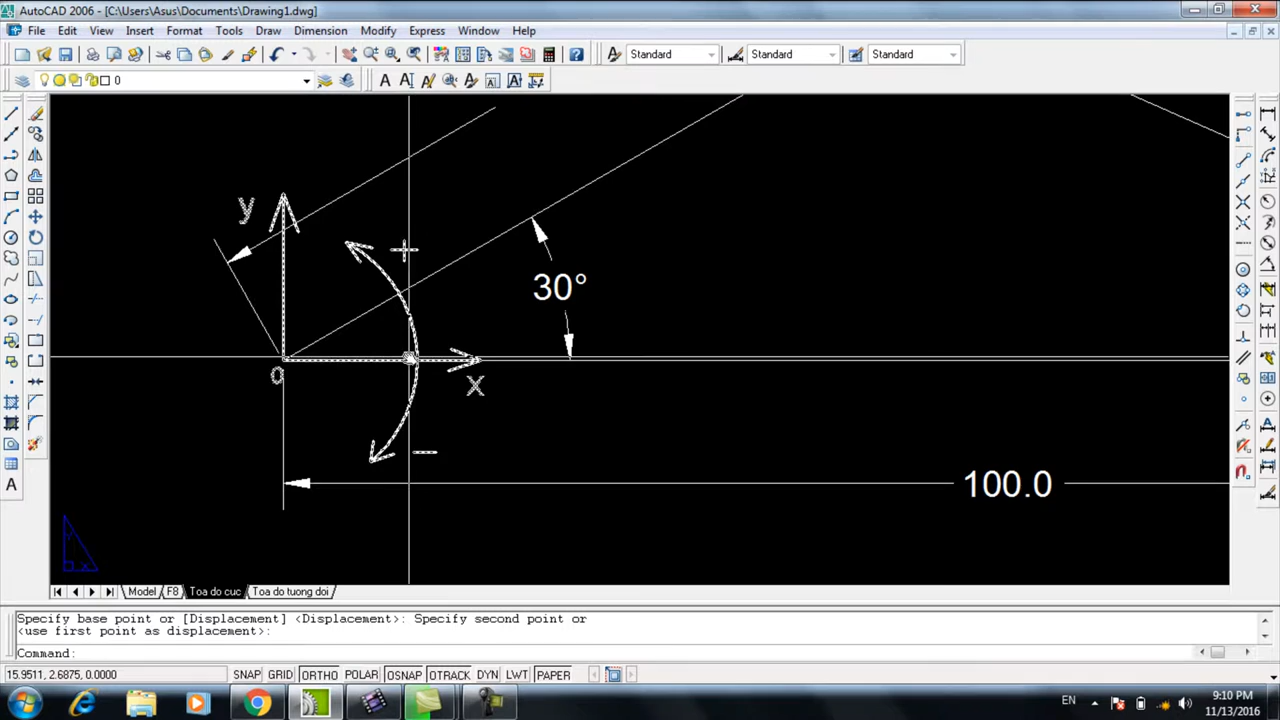 AutoCAD 2006 - [C:\Users\Asus\Documents\Drawing1.dwg]
File Edit View Insert Format Tools Draw Dimension Modify Express Window Help
Standard Standard Standard
0
y
+
30°
0
x
−
100.0
Model F8 Toa do cuc Toa do tuong doi
Specify base point or [Displacement] <Displacement>: Specify second point or
<use first point as displacement>:
Command:
15.9511, 2.6875, 0.0000 SNAP GRID ORTHO POLAR OSNAP OTRACK DYN LWT PAPER
EN 9:10 PM
11/13/2016